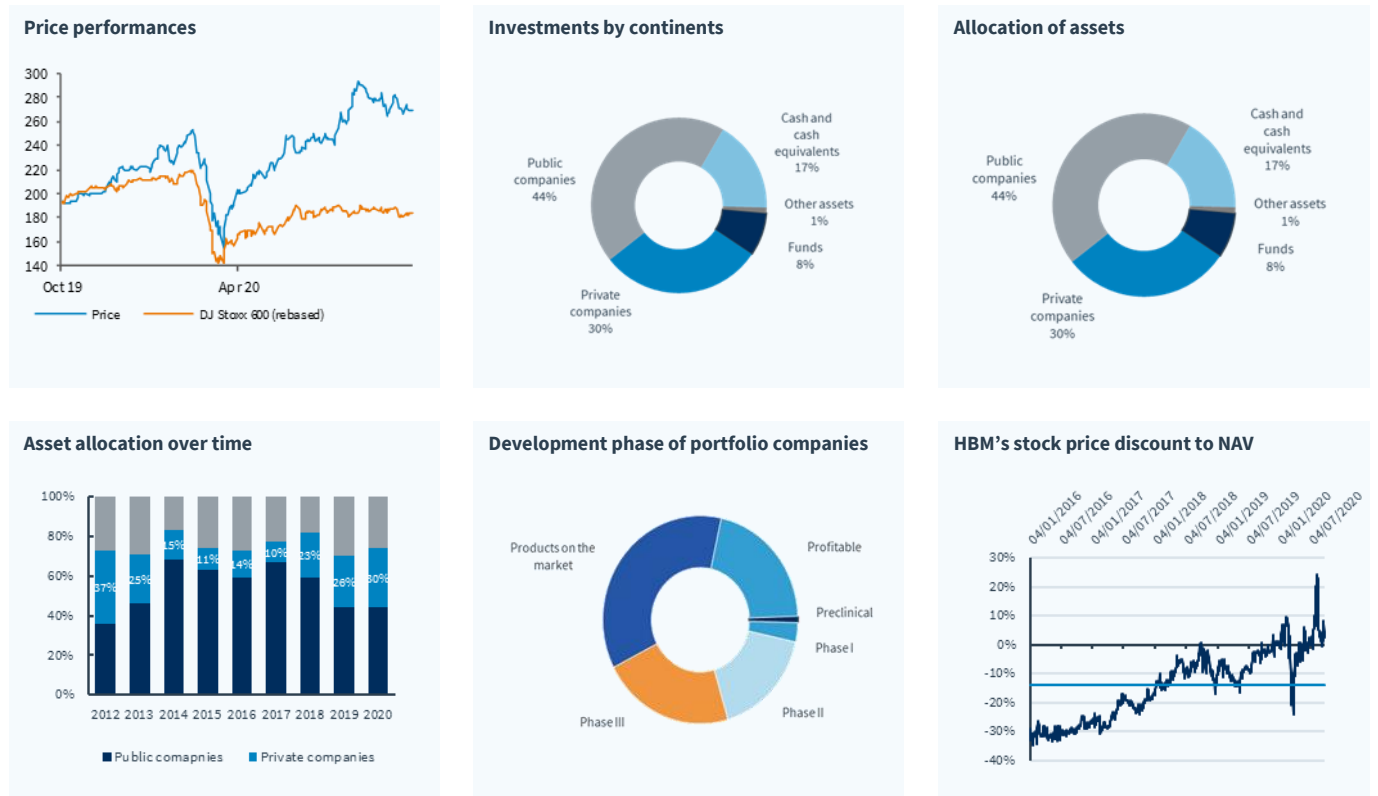 Price performances
300
280
260
240
220
200
180
160
140
Oct 19
Apr 20
Price
DJ Stoxx 600 (rebased)
Investments by continents
Cash and
cash
equivalents
17%
Public
companies
44%
Other assets
1%
Funds
8%
Private
companies
30%
Allocation of assets
Cash and
cash
equivalents
17%
Public
companies
44%
Other assets
1%
Funds
8%
Private
companies
30%
Asset allocation over time
100%
80%
60%
40%
20%
0%
37%
25%
15%
11%
14%
10%
23%
26%
30%
2012 2013 2014 2015 2016 2017 2018 2019 2020
Public comapnies
Private companies
Development phase of portfolio companies
Products on the
market
Profitable
Preclinical
Phase I
Phase II
Phase III
HBM’s stock price discount to NAV
04/01/2016
04/07/2016
04/01/2017
04/07/2017
04/01/2018
04/07/2018
04/01/2019
04/07/2019
04/01/2020
04/07/2020
30%
20%
10%
0%
-10%
-20%
-30%
-40%